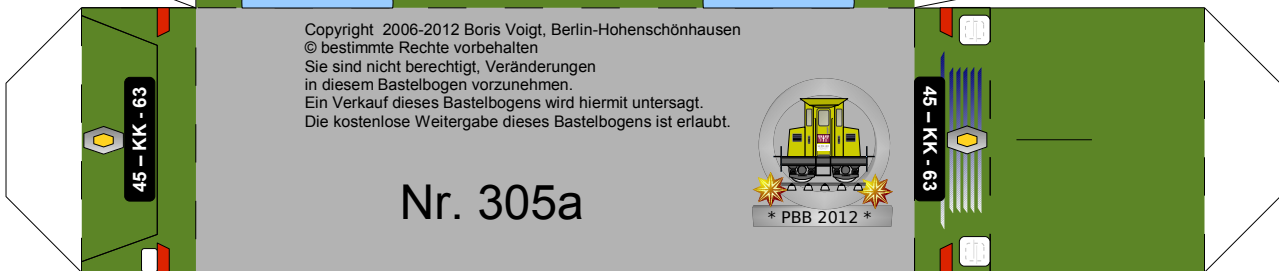 Copyright  2006-2012 Boris Voigt, Berlin-Hohenschönhausen
© bestimmte Rechte vorbehalten
Sie sind nicht berechtigt, Veränderungen
in diesem Bastelbogen vorzunehmen.
Ein Verkauf dieses Bastelbogens wird hiermit untersagt.
Die kostenlose Weitergabe dieses Bastelbogens ist erlaubt.
45 – KK - 63
45 – KK - 63
Nr. 305a
* PBB 2012 *